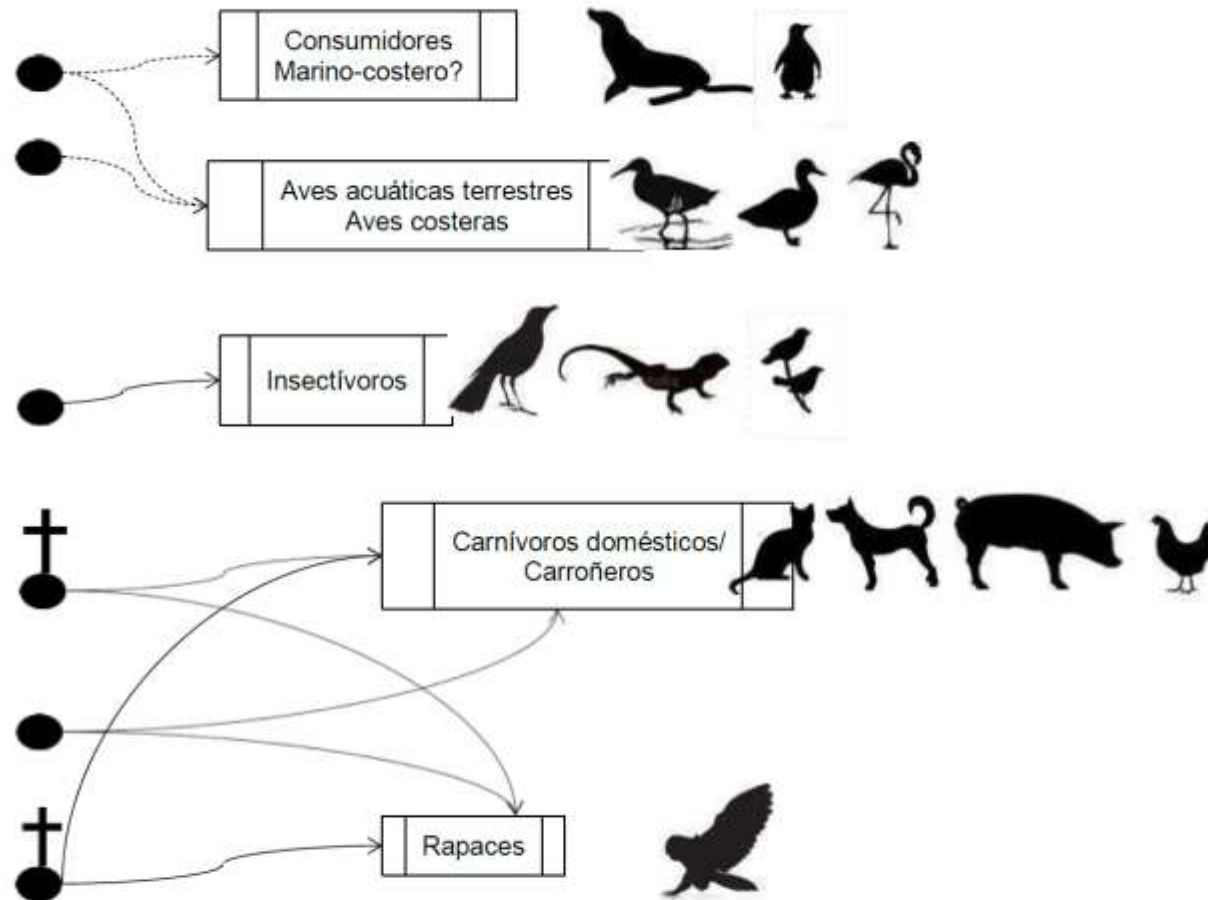 Consumidores
Marino-costero?
Aves acuáticas terrestres
Aves costeras
Insectívoros
Carnívoros domésticos/
Carroñeros
Rapaces